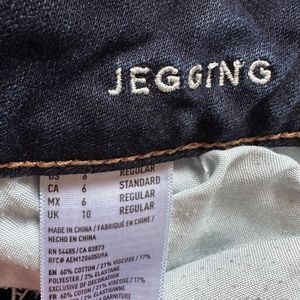 JEGGING
US 6 REGULAR
CA 6 STANDARD
MX 6 REGULAR
UK 10 REGULAR
MADE IN CHINA / FABRIQUÉ EN CHINE /
HECHO EN CHINA
RN 54485 / CA 03873
RFC# AEM120605U9A
EN 60% COTTON / 21% VISCOSE / 17%
POLYESTER / 2% ELASTANE
EXCLUSIVE OF DECORATION